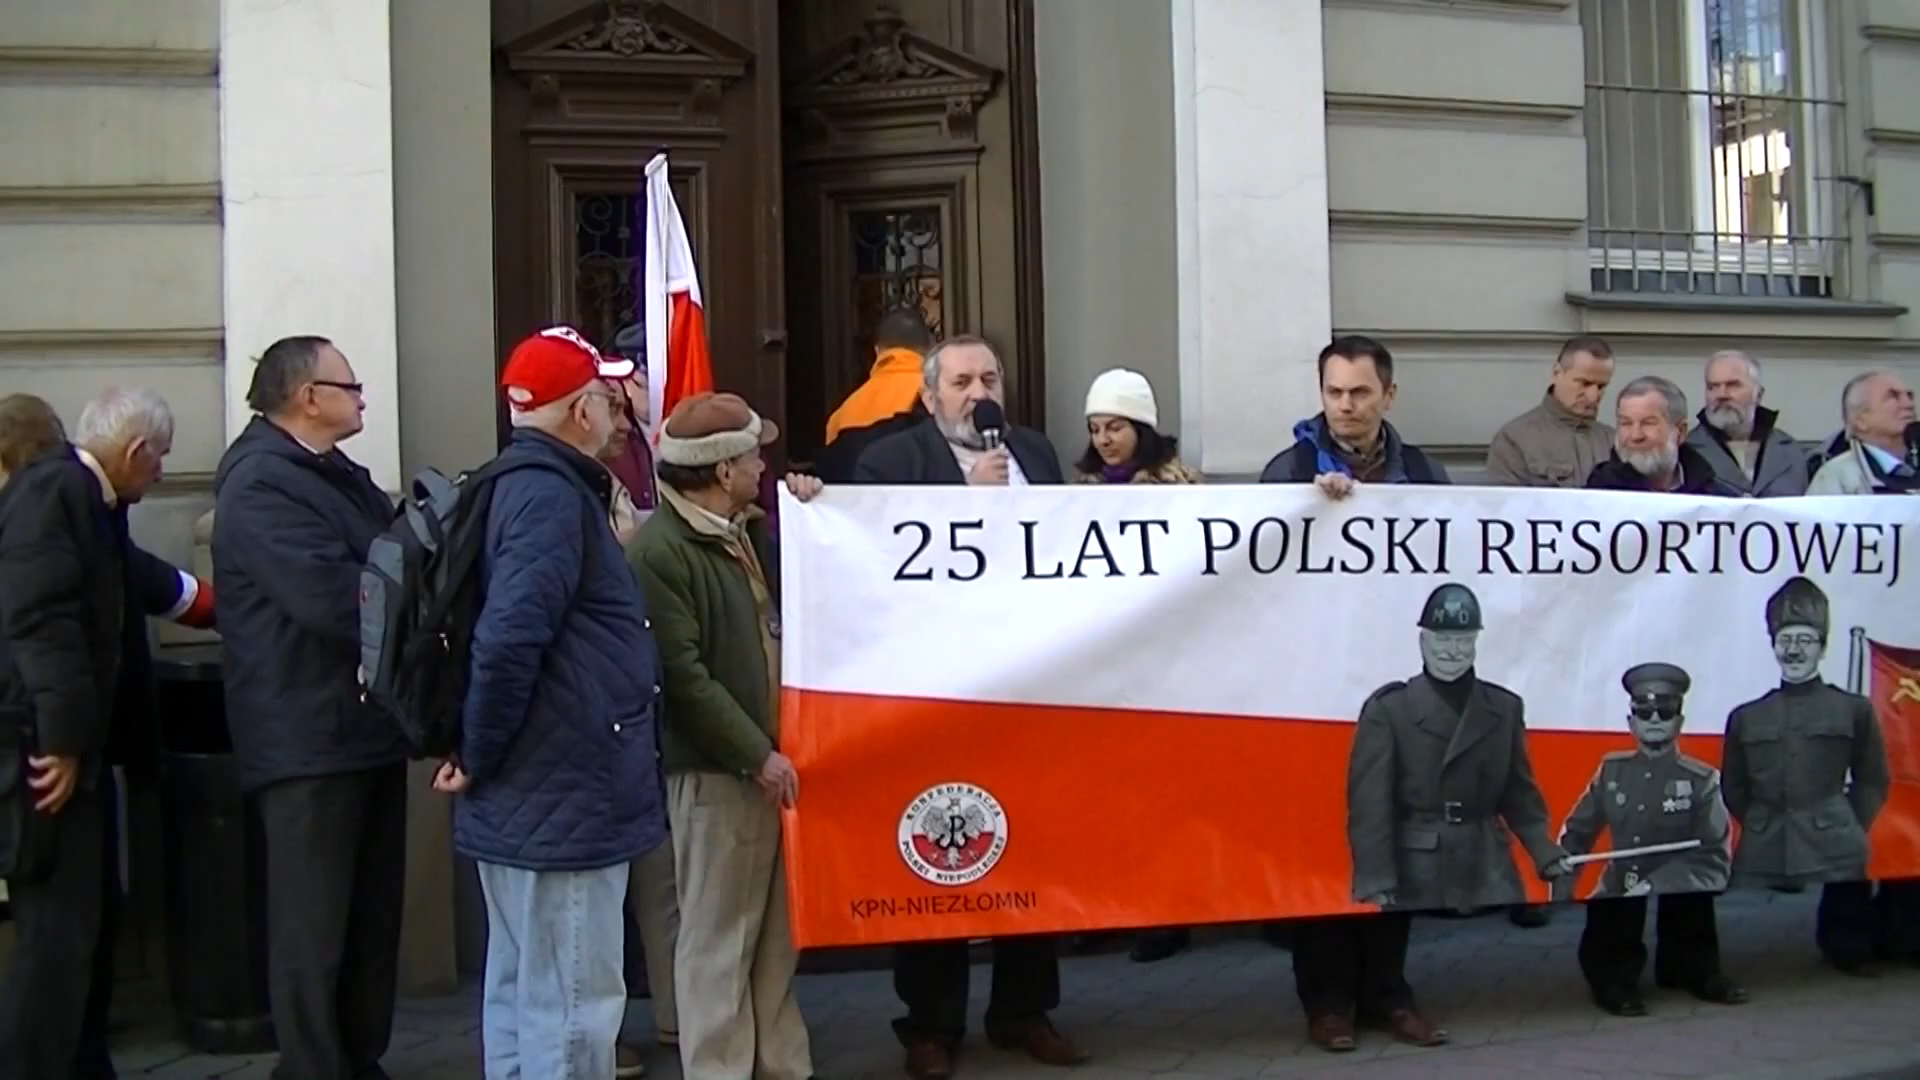 25 LAT POLSKI RESORTOWEJ
M D
KONFEDERACJA
POLSKI NIEPODLEGŁEJ
KPN-NIEZŁOMNI